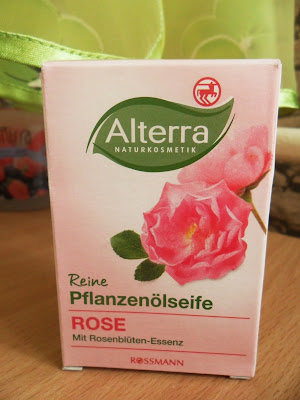 Alterra
NATURKOSMETIK
Reine
Pflanzenölseife
ROSE
Mit Rosenblüten-Essenz
ROSSMANN